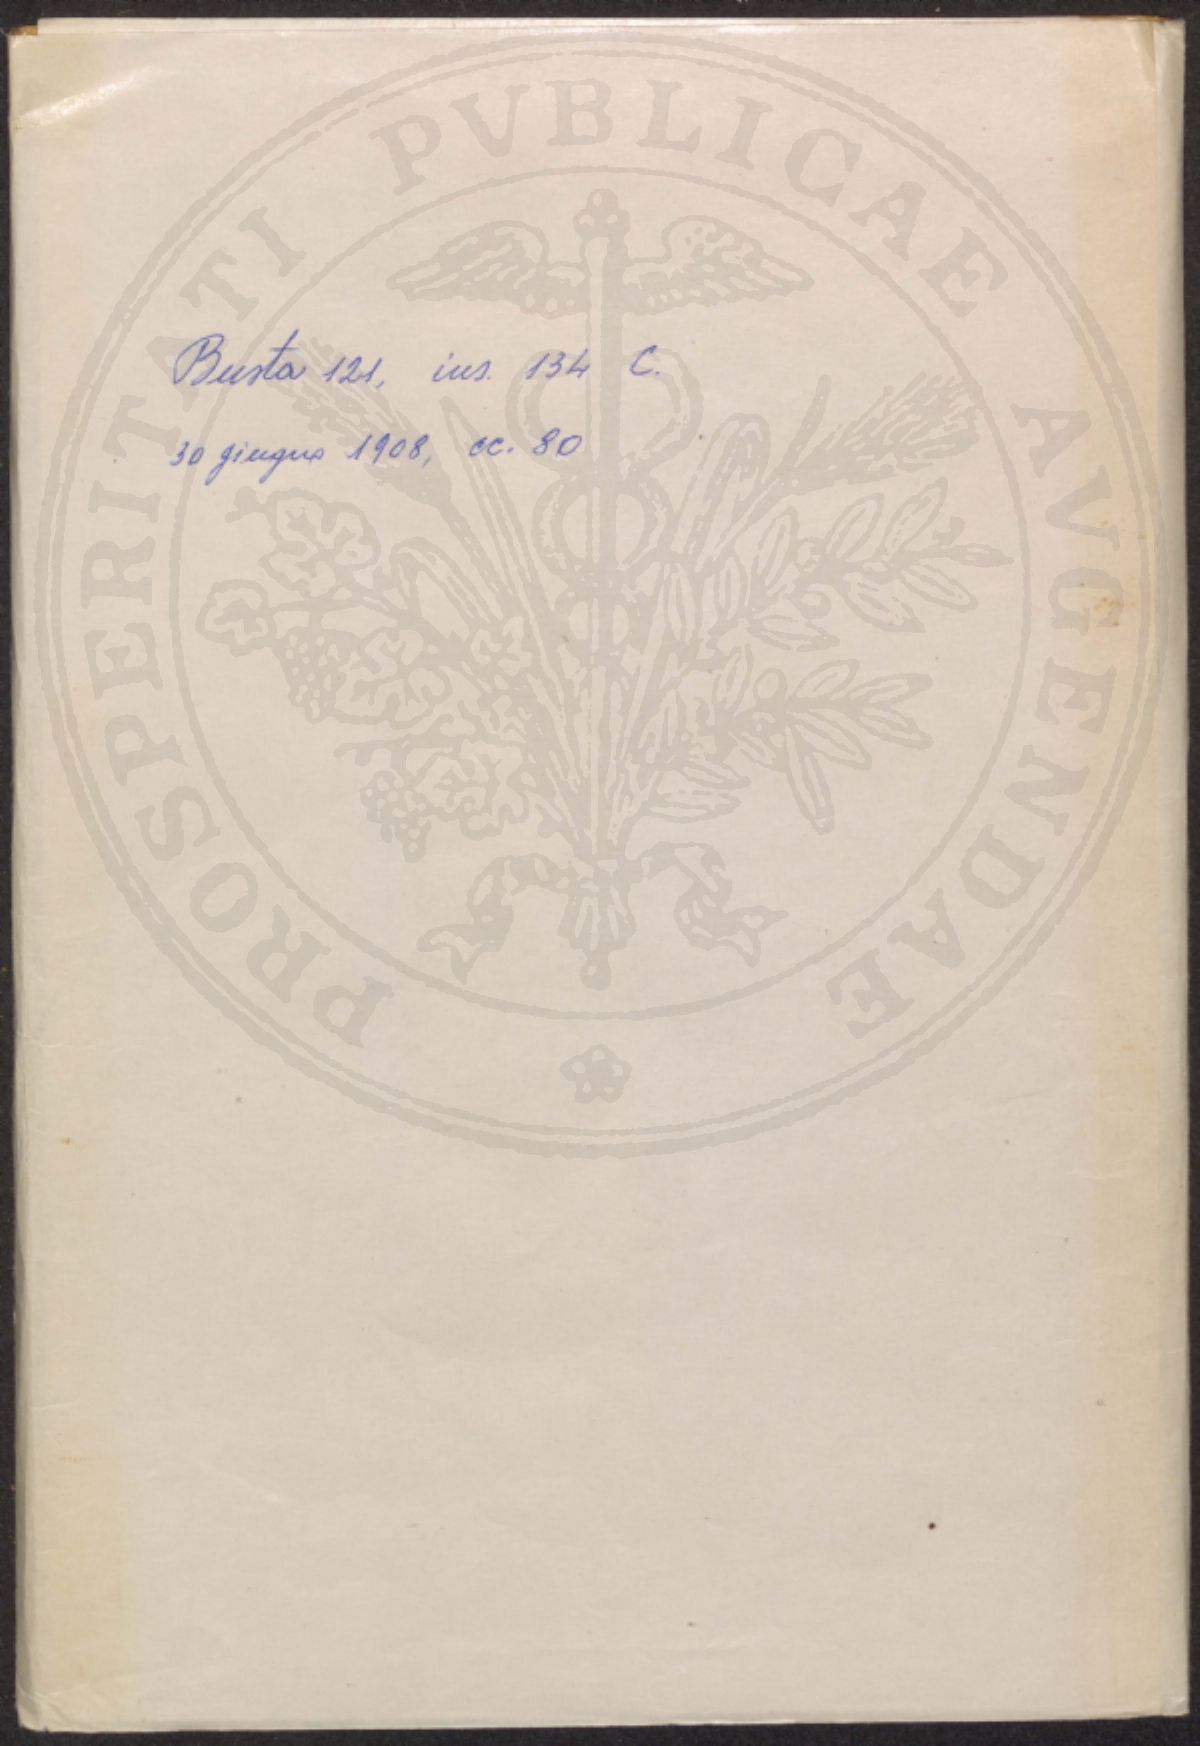 PROSPERITATI PVBLICAE AVGENDAE
Busta 121, ins. 134 C.
30 giugno 1908, cc. 80